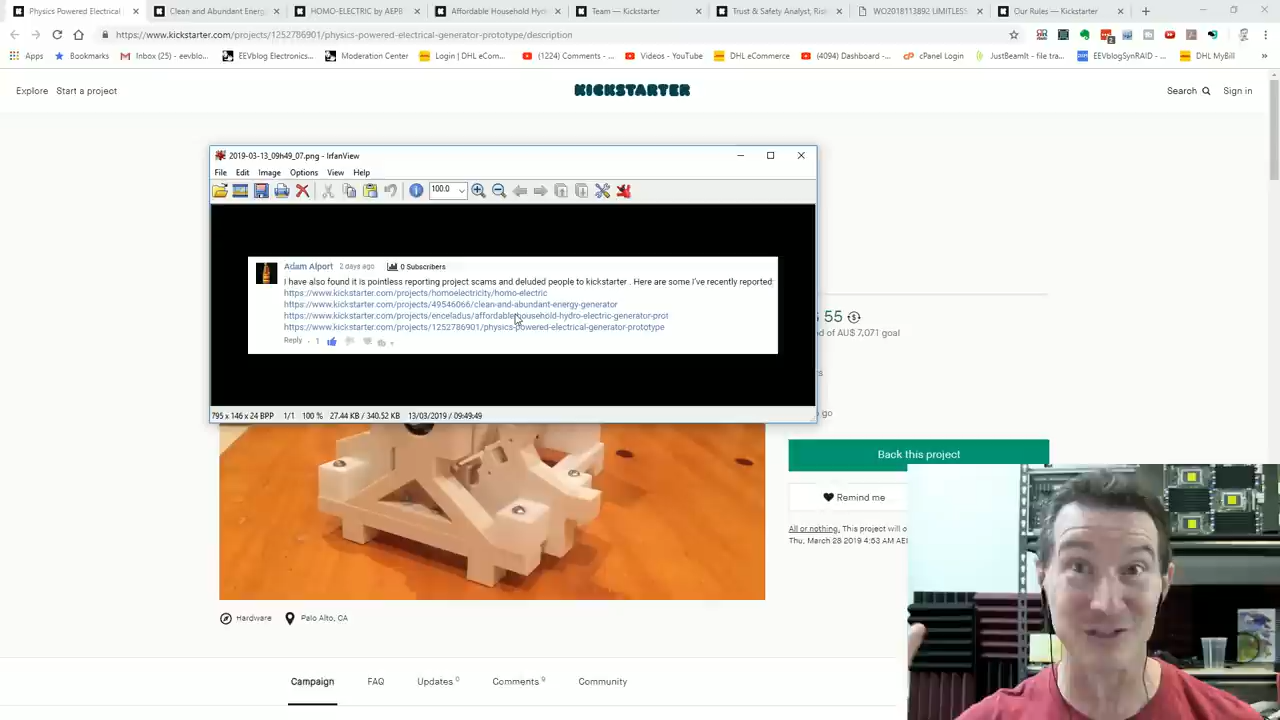 Physics Powered Electrical
Clean and Abundant Energy
HOMO-ELECTRIC by AEPB
Affordable Household Hydro
Team — Kickstarter
Trust & Safety Analyst, Ris
WO2018113892 LIMITLESS
Our Rules — Kickstarter
https://www.kickstarter.com/projects/1252786901/physics-powered-electrical-generator-prototype/description
Apps
Bookmarks
Inbox (25) - eevblo
EEVblog Electronics
Moderation Center
Login | DHL eCom...
(1224) Comments -
Videos - YouTube
DHL eCommerce
(4094) Dashboard -
cPanel Login
JustBeamIt - file tra
EEVblogSynRAID -
DHL MyBill
Explore Start a project
KICKSTARTER
Search
Sign in
2019-03-13_09h49_07.png - IrfanView
File Edit Image Options View Help
100.0
Adam Alport 2 days ago 0 Subscribers
I have also found it is pointless reporting project scams and deluded people to kickstarter . Here are some I've recently reported:
https://www.kickstarter.com/projects/homoelectricity/homo-electric
https://www.kickstarter.com/projects/49546066/clean-and-abundant-energy-generator
https://www.kickstarter.com/projects/enceladus/affordable-household-hydro-electric-generator-prot
https://www.kickstarter.com/projects/1252786901/physics-powered-electrical-generator-prototype
Reply . 1
795 x 146 x 24 BPP 1/1 100 % 27.44 KB / 340.52 KB 13/03/2019 / 09:49:49
55
of AU$ 7,071 goal
go
Back this project
Remind me
All or nothing. This project will o
Thu, March 28 2019 4:53 AM AE
Hardware
Palo Alto, CA
Campaign
FAQ
Updates 0
Comments 9
Community